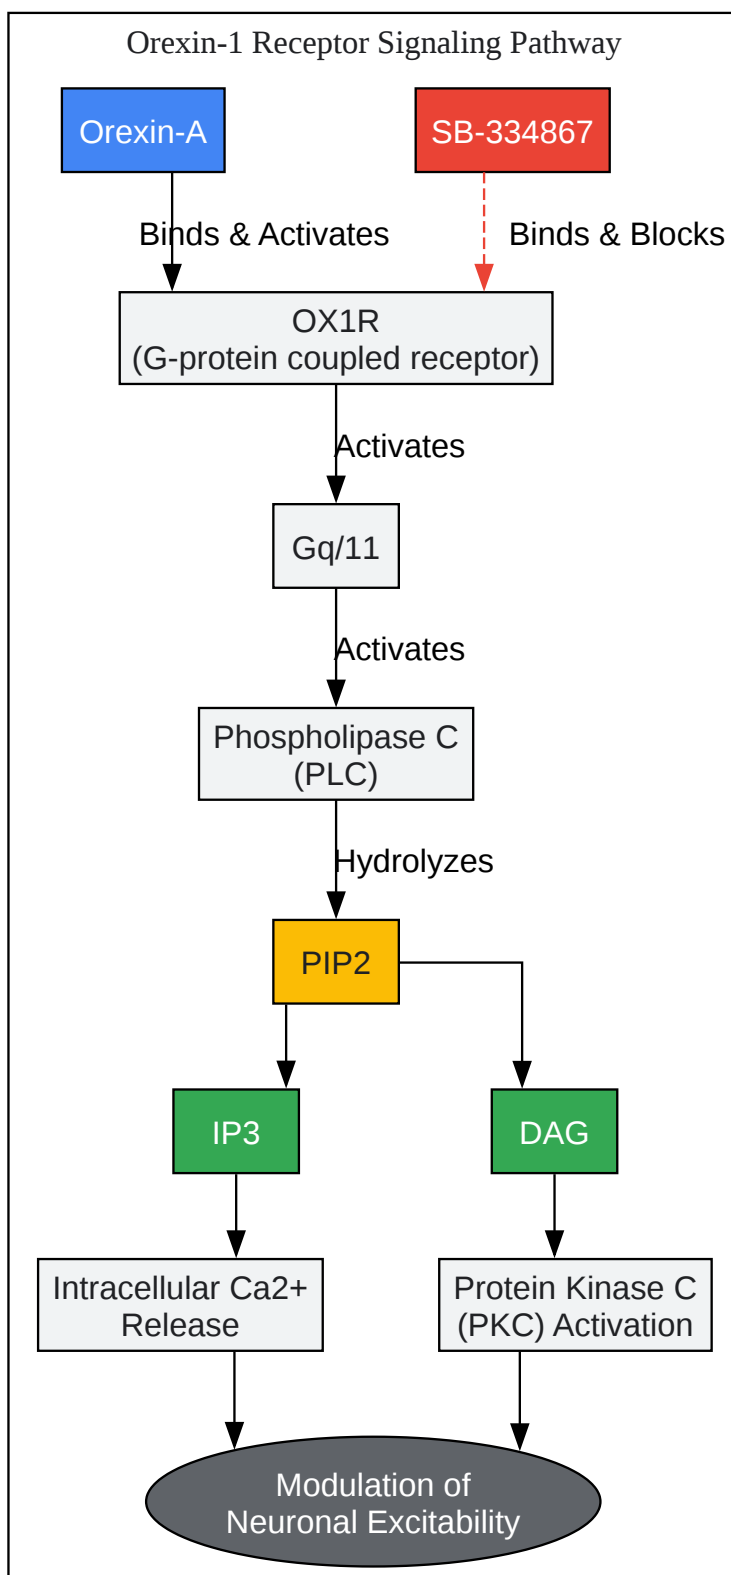 Orexin-1 Receptor Signaling Pathway
Orexin-A
SB-334867
Binds & Activates
Binds & Blocks
OX1R
(G-protein coupled receptor)
Activates
Gq/11
Activates
Phospholipase C
(PLC)
Hydrolyzes
PIP2
IP3
DAG
Intracellular Ca2+
Release
Protein Kinase C
(PKC) Activation
Modulation of
Neuronal Excitability